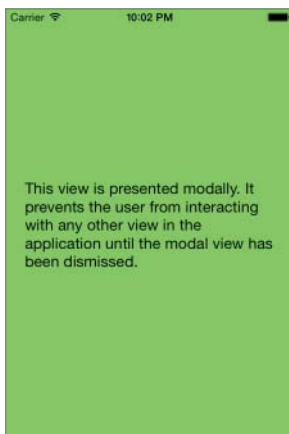 Carrier 10:02 PM
This view is presented modally. It
prevents the user from interacting
with any other view in the
application until the modal view has
been dismissed.